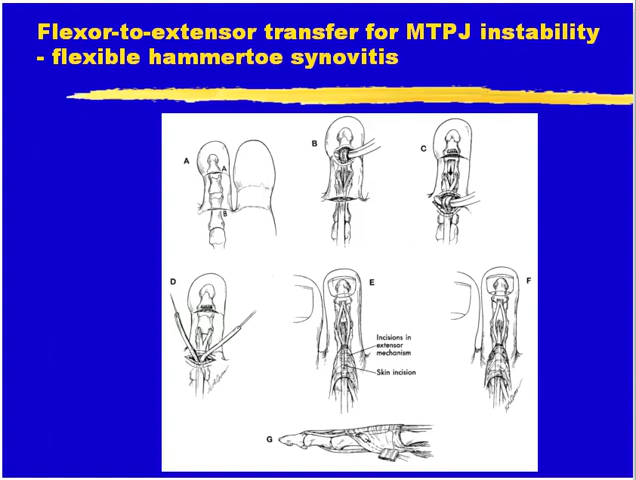 Flexor-to-extensor transfer for MTPJ instability
- flexible hammertoe synovitis
A
A
B
B
C
D
E
F
Incisions in
extensor
mechanism
Skin incision
G